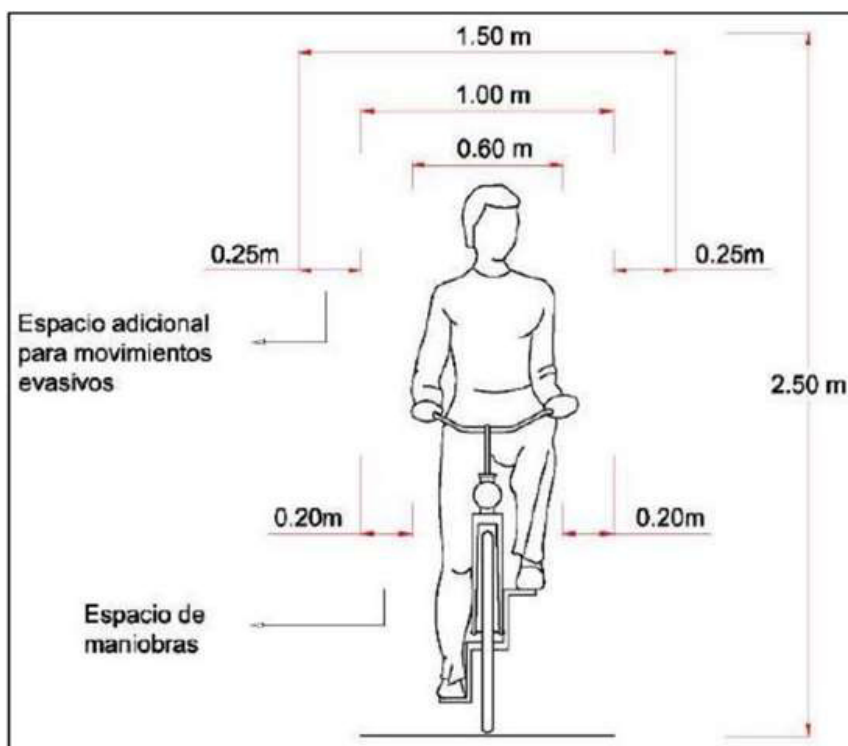 1.50 m
1.00 m
0.60 m
0.25m
0.25m
Espacio adicional
para movimientos
evasivos
2.50 m
0.20m
0.20m
Espacio de
maniobras